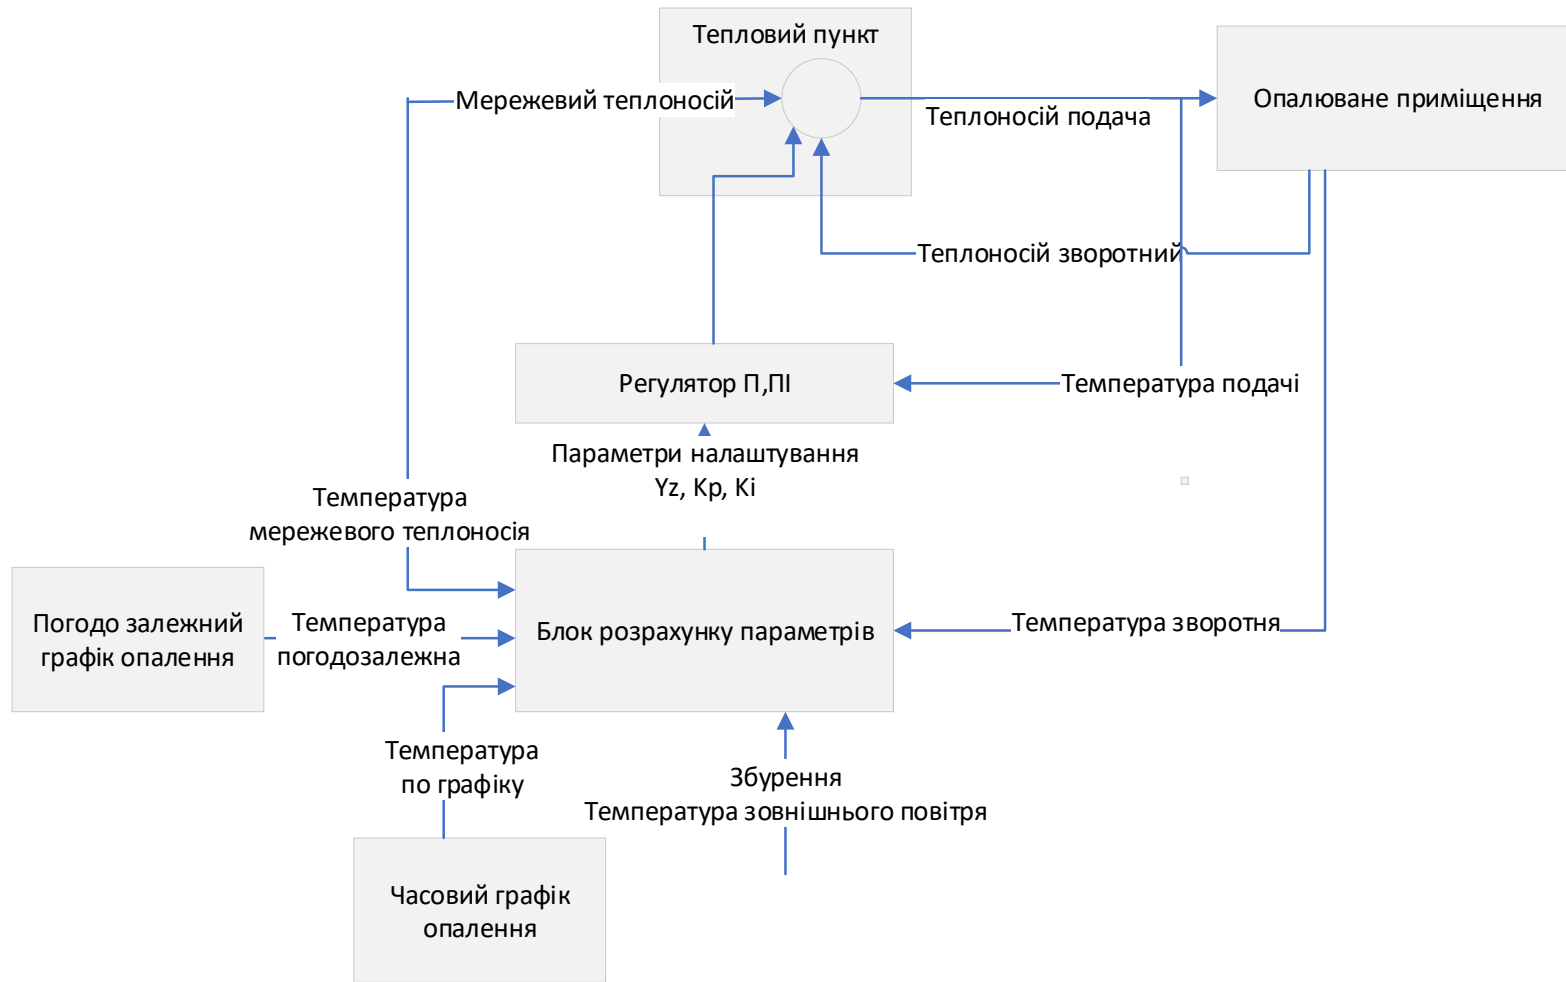 Тепловий пункт
Мережевий теплоносій
Теплоносій подача
Опалюване приміщення
Теплоносій зворотний
Регулятор П,ПІ
Температура подачі
Параметри налаштування
Yz, Kp, Ki
Температура
мережевого теплоносія
Погодо залежний
графік опалення
Температура
погодозалежна
Блок розрахунку параметрів
Температура зворотня
Температура
по графіку
Збурення
Температура зовнішнього повітря
Часовий графік
опалення